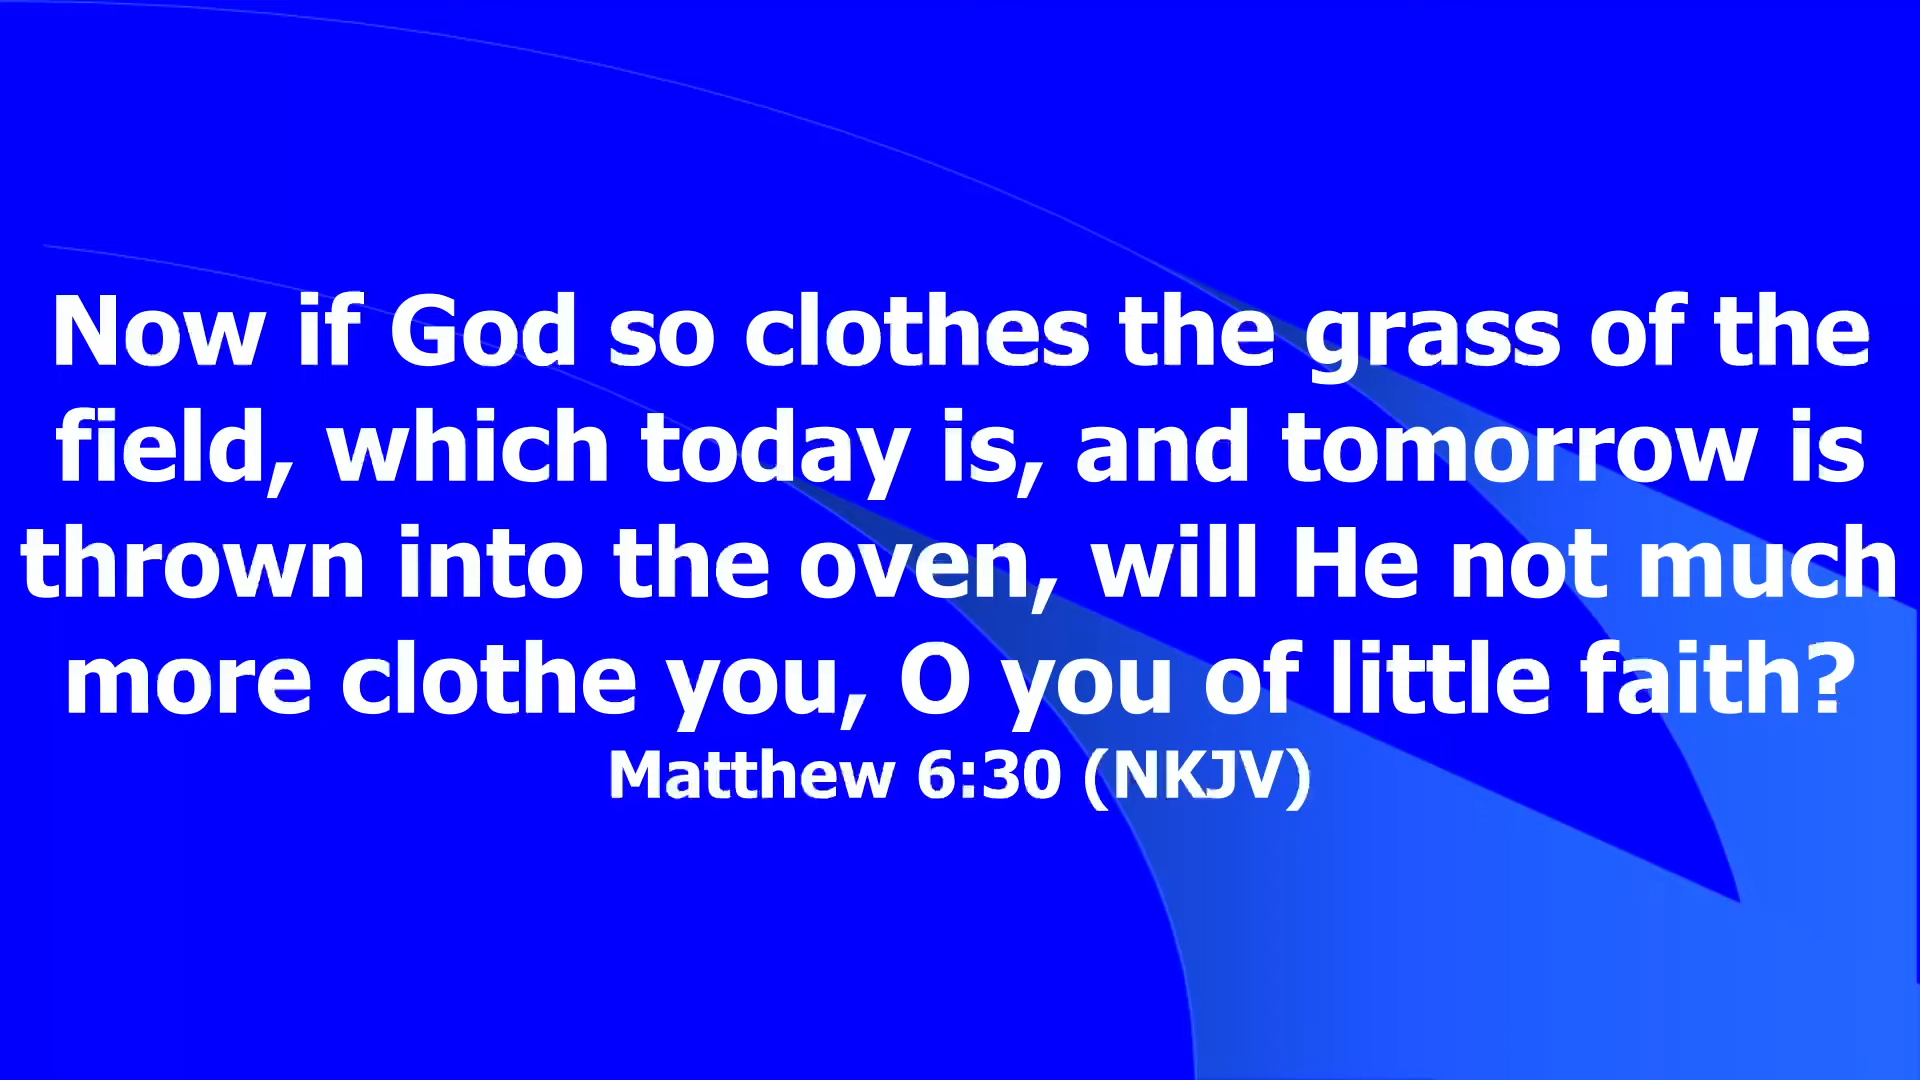 Now if God so clothes the grass of the
field, which today is, and tomorrow is
thrown into the oven, will He not much
more clothe you, O you of little faith?
Matthew 6:30 (NKJV)